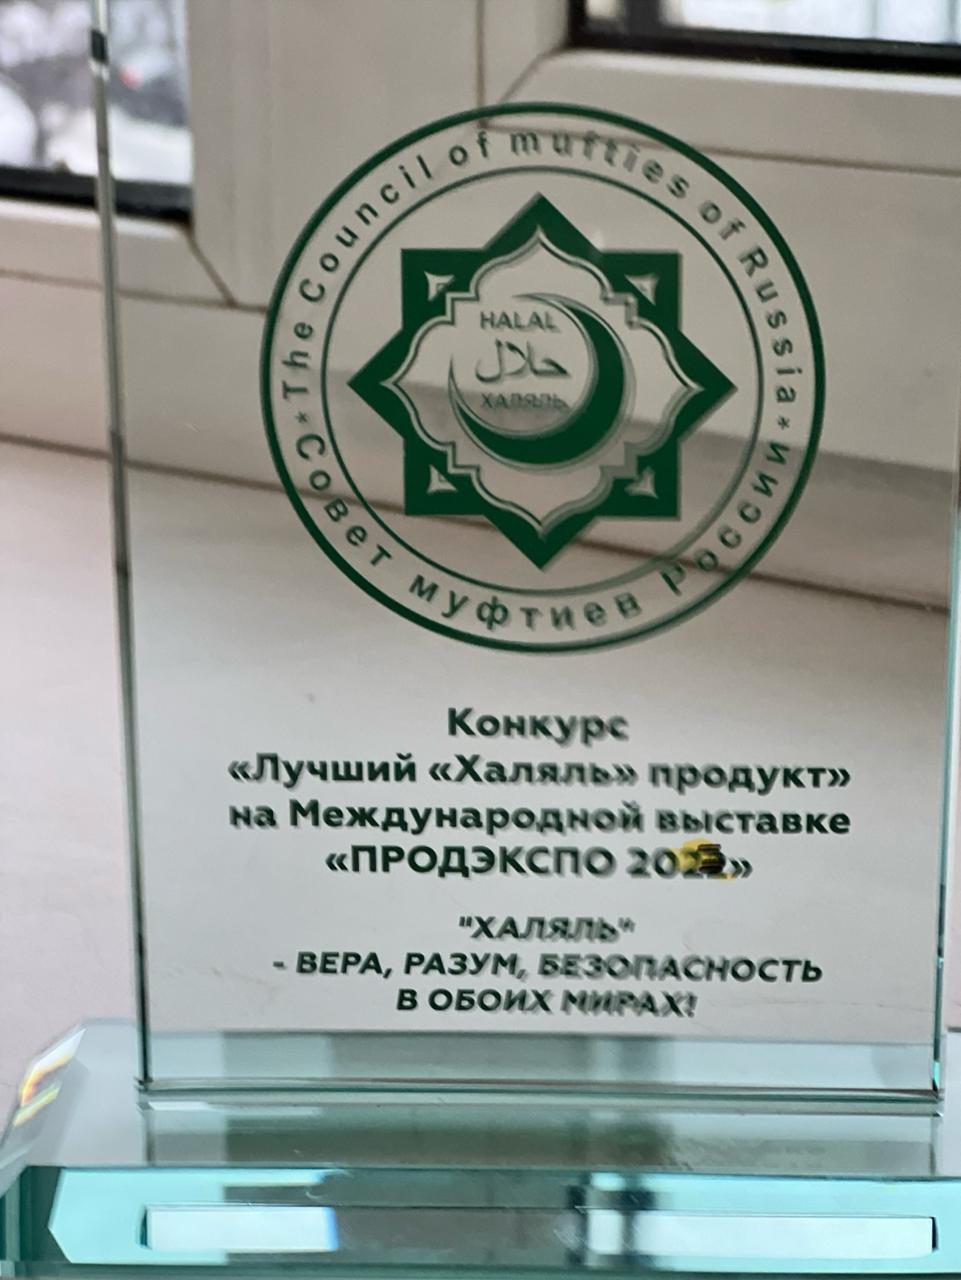 The Council of mufties of Russia
* Совет муфтиев России *
HALAL
حلال
ХАЛЯЛЬ
Конкурс
«Лучший «Халяль» продукт»
на Международной выставке
«ПРОДЭКСПО
"ХАЛЯЛЬ"
- ВЕРА, РАЗУМ, БЕЗОПАСНОСТЬ
В ОБОИХ МИРАХ!